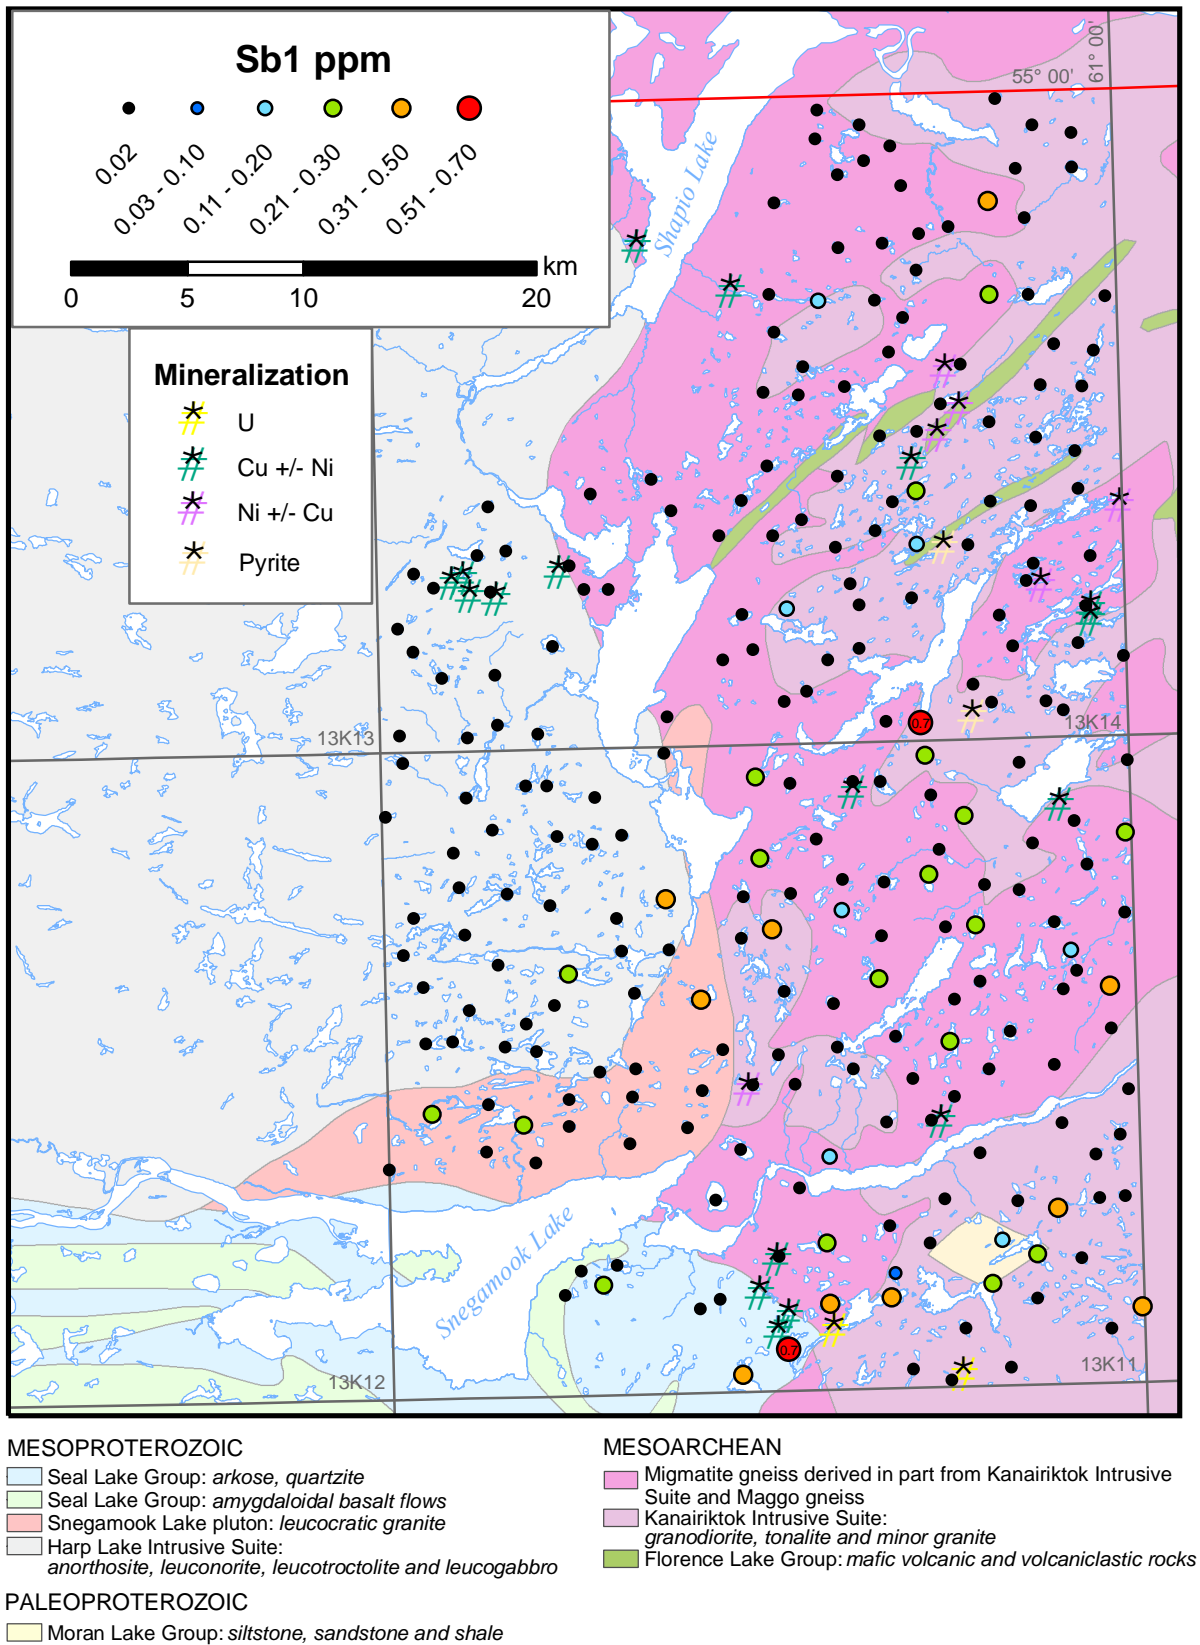 Sb1 ppm
0.02
0.03 - 0.10
0.11 - 0.20
0.21 - 0.30
0.31 - 0.50
0.51 - 0.70
km
0 5 10 20
Mineralization
U
Cu +/- Ni
Ni +/- Cu
Pyrite
55° 00'
61° 00'
Shapio Lake
13K13
13K14
0.7
Snegamook Lake
0.7
13K12
13K11
MESOPROTEROZOIC
Seal Lake Group: arkose, quartzite
Seal Lake Group: amygdaloidal basalt flows
Snegamook Lake pluton: leucocratic granite
Harp Lake Intrusive Suite:
anorthosite, leuconorite, leucotroctolite and leucogabbro
PALEOPROTEROZOIC
Moran Lake Group: siltstone, sandstone and shale
MESOARCHEAN
Migmatite gneiss derived in part from Kanairiktok Intrusive
Suite and Maggo gneiss
Kanairiktok Intrusive Suite:
granodiorite, tonalite and minor granite
Florence Lake Group: mafic volcanic and volcaniclastic rocks